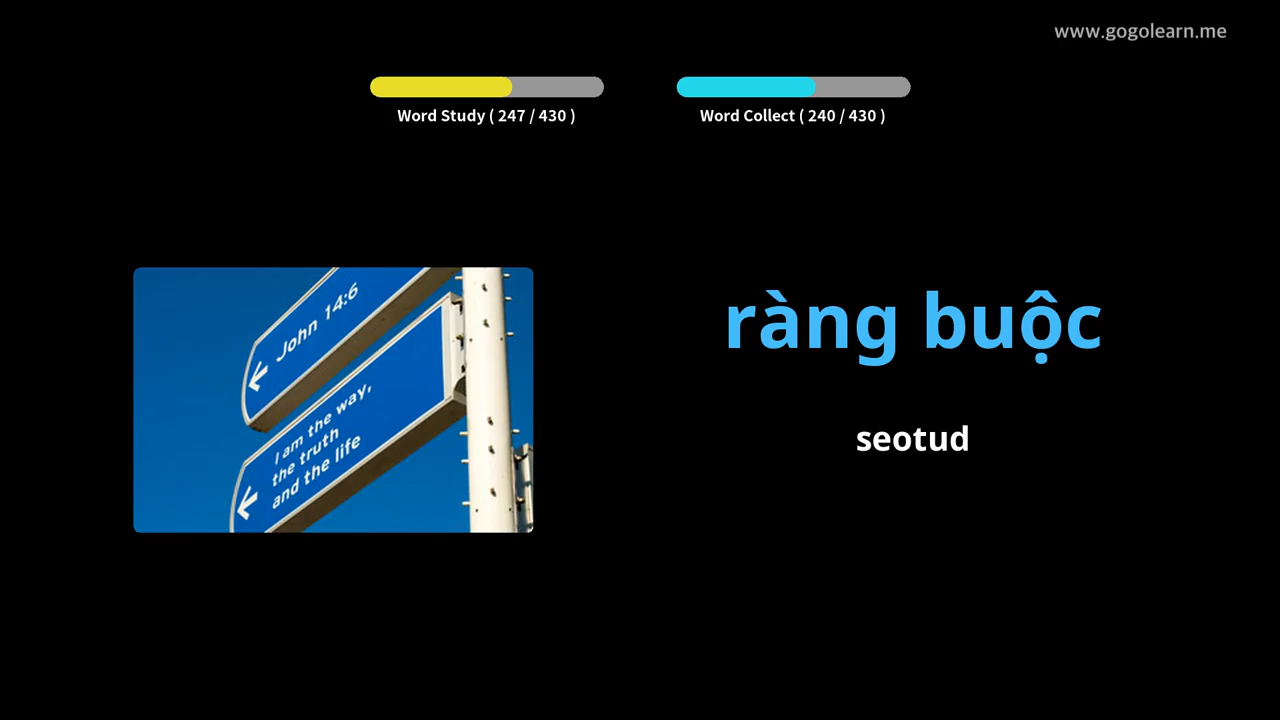 www.gogolearn.me
Word Study ( 247 / 430 )
Word Collect ( 240 / 430 )
John 14:6
I am the way,
the truth
and the life
ràng buộc
seotud